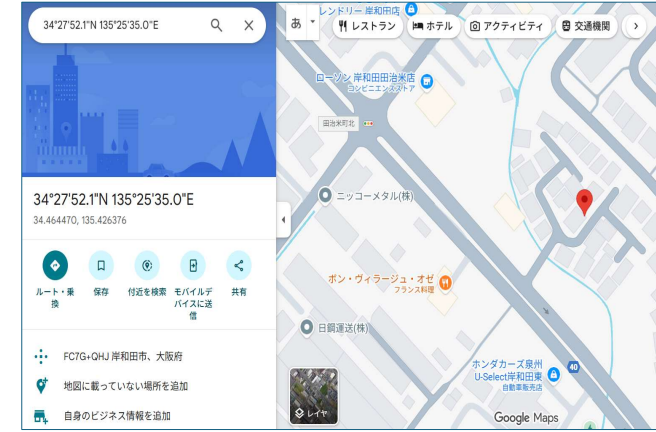 34°27'52.1"N 135°25'35.0"E
34°27'52.1"N 135°25'35.0"E
34.464470, 135.426376
ルート・乗
換
保存
付近を検索
モバイルデ
バイスに送
信
共有
FC7G+QHJ 岸和田市、大阪府
地図に載っていない場所を追加
自身のビジネス情報を追加
あ
レンドリー 岸和田店
レストラン
ホテル
アクティビティ
交通機関
ローソン 岸和田田治米店
コンビニエンスストア
田治米町北
ニッコーメタル(株)
ボン・ヴィラージュ・オゼ
フランス料理
日鋼運送(株)
ホンダカーズ泉州
U-Select岸和田東
自動車販売店
40
レイヤ
Google Maps